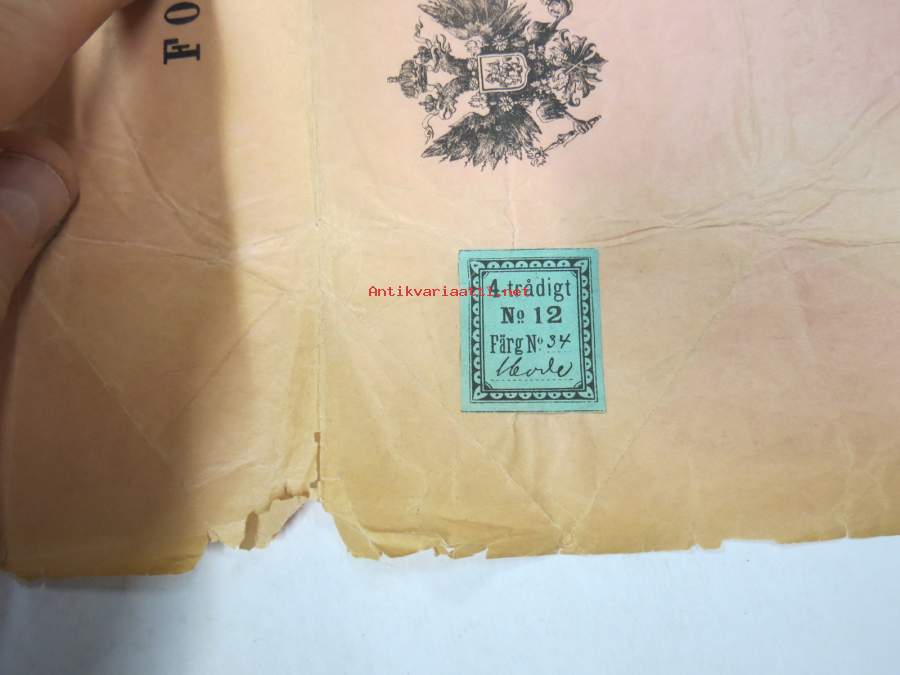 Fo
Antikvariaatti.net
4-trådigt
No 12
Färg No. 34